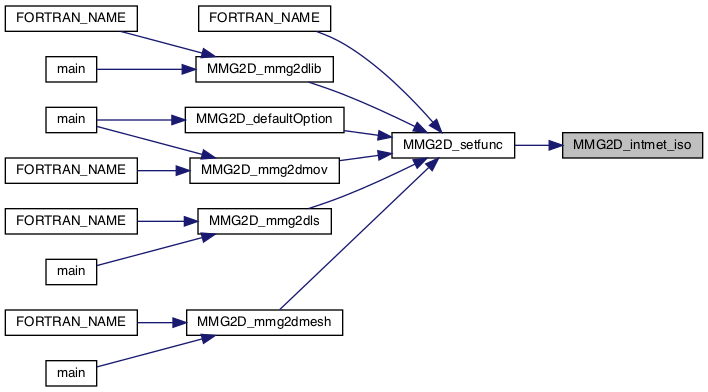 FORTRAN_NAME
FORTRAN_NAME
MMG2D_mmg2dlib
main
MMG2D_defaultOption
main
MMG2D_setfunc
MMG2D_intmet_iso
FORTRAN_NAME
MMG2D_mmg2dmov
FORTRAN_NAME
MMG2D_mmg2dls
main
FORTRAN_NAME
MMG2D_mmg2dmesh
main